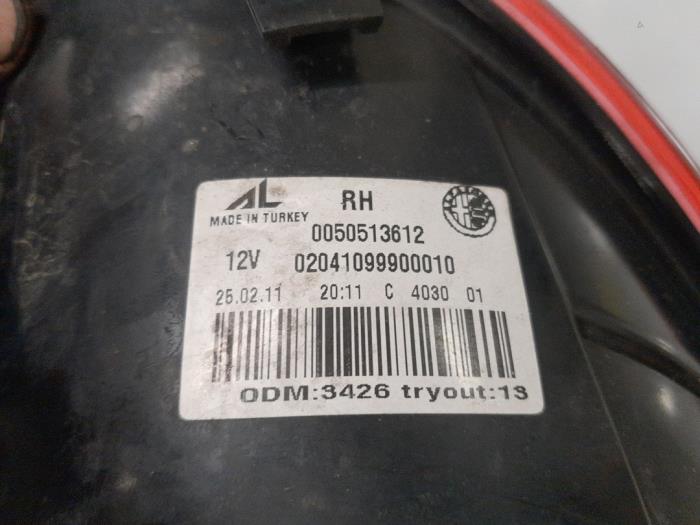 AL RH
MADE IN TURKEY
0050513612
12V 02041099900010
25.02.11 20:11 C 4030 01
ODM:3426 tryout:13